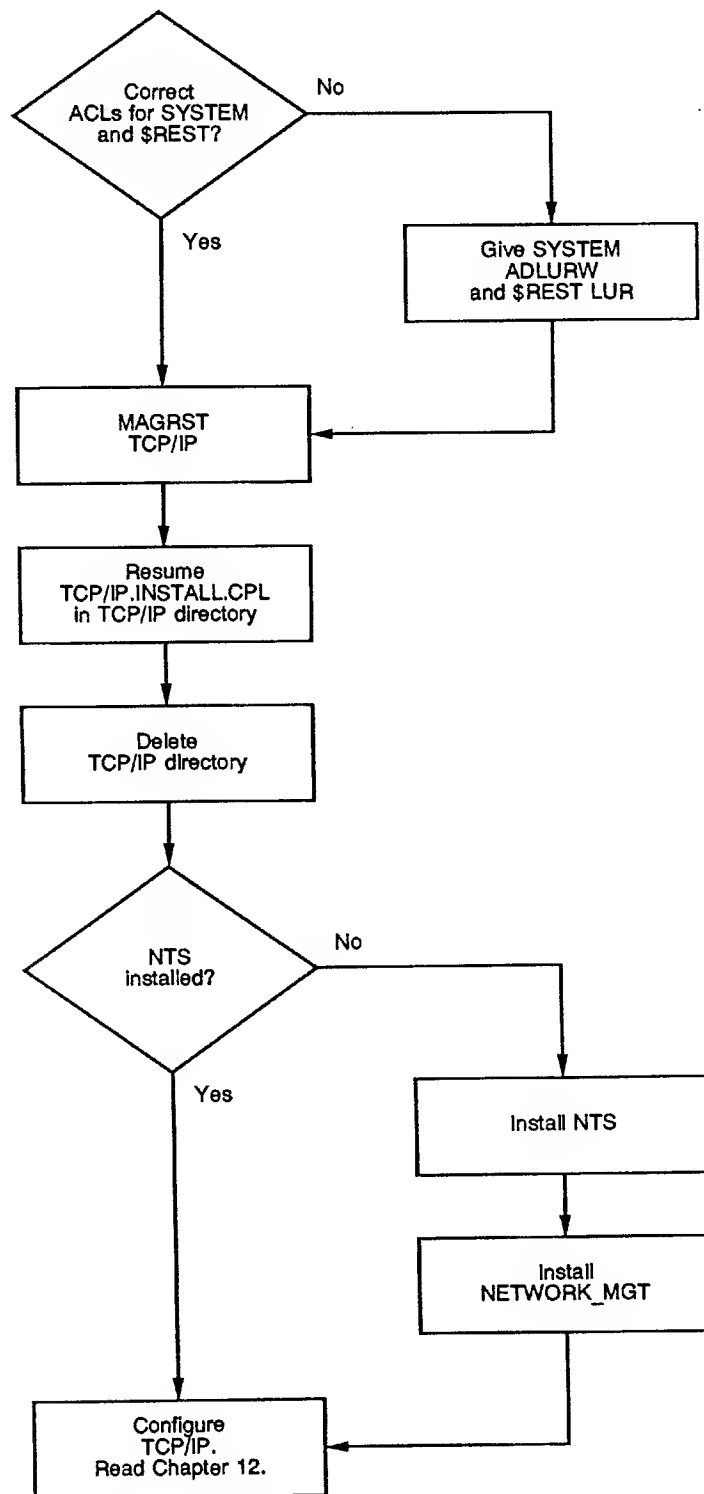 Correct
ACLs for SYSTEM
and $REST?
No
Yes
Give SYSTEM
ADLURW
and $REST LUR
MAGRST
TCP/IP
Resume
TCP/IP.INSTALL.CPL
in TCP/IP directory
Delete
TCP/IP directory
NTS
installed?
No
Yes
Install NTS
Install
NETWORK_MGT
Configure
TCP/IP.
Read Chapter 12.